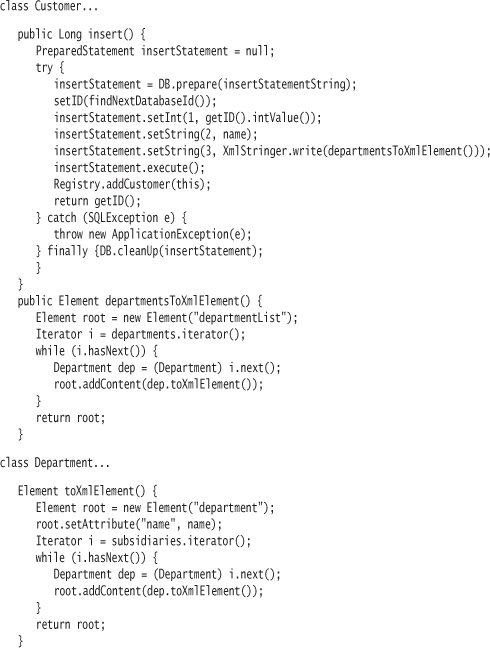 class Customer...
public Long insert() {
PreparedStatement insertStatement = null;
try {
insertStatement = DB.prepare(insertStatementString);
setID(findNextDatabaseId());
insertStatement.setInt(1, getID().intValue());
insertStatement.setString(2, name);
insertStatement.setString(3, XmlStringer.write(departmentsToXmlElement()));
insertStatement.execute();
Registry.addCustomer(this);
return getID();
} catch (SQLException e) {
throw new ApplicationException(e);
} finally {DB.cleanUp(insertStatement);
}
}
public Element departmentsToXmlElement() {
Element root = new Element("departmentList");
Iterator i = departments.iterator();
while (i.hasNext()) {
Department dep = (Department) i.next();
root.addContent(dep.toXmlElement());
}
return root;
}
class Department...
Element toXmlElement() {
Element root = new Element("department");
root.setAttribute("name", name);
Iterator i = subsidiaries.iterator();
while (i.hasNext()) {
Department dep = (Department) i.next();
root.addContent(dep.toXmlElement());
}
return root;
}